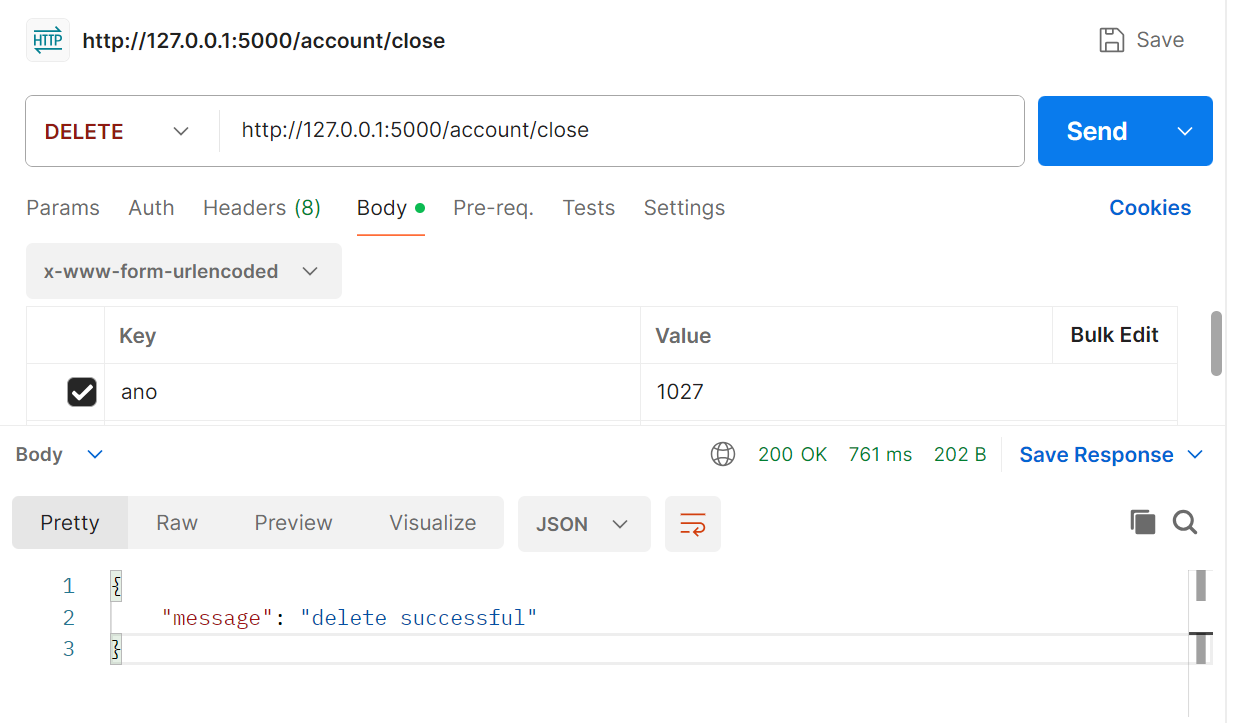 HTTP http://127.0.0.1:5000/account/close Save
DELETE http://127.0.0.1:5000/account/close Send
Params Auth Headers (8) Body Pre-req. Tests Settings Cookies
x-www-form-urlencoded
Key Value Bulk Edit
ano 1027
Body 200 OK 761 ms 202 B Save Response
Pretty Raw Preview Visualize JSON
1 {
2 "message": "delete successful"
3 }